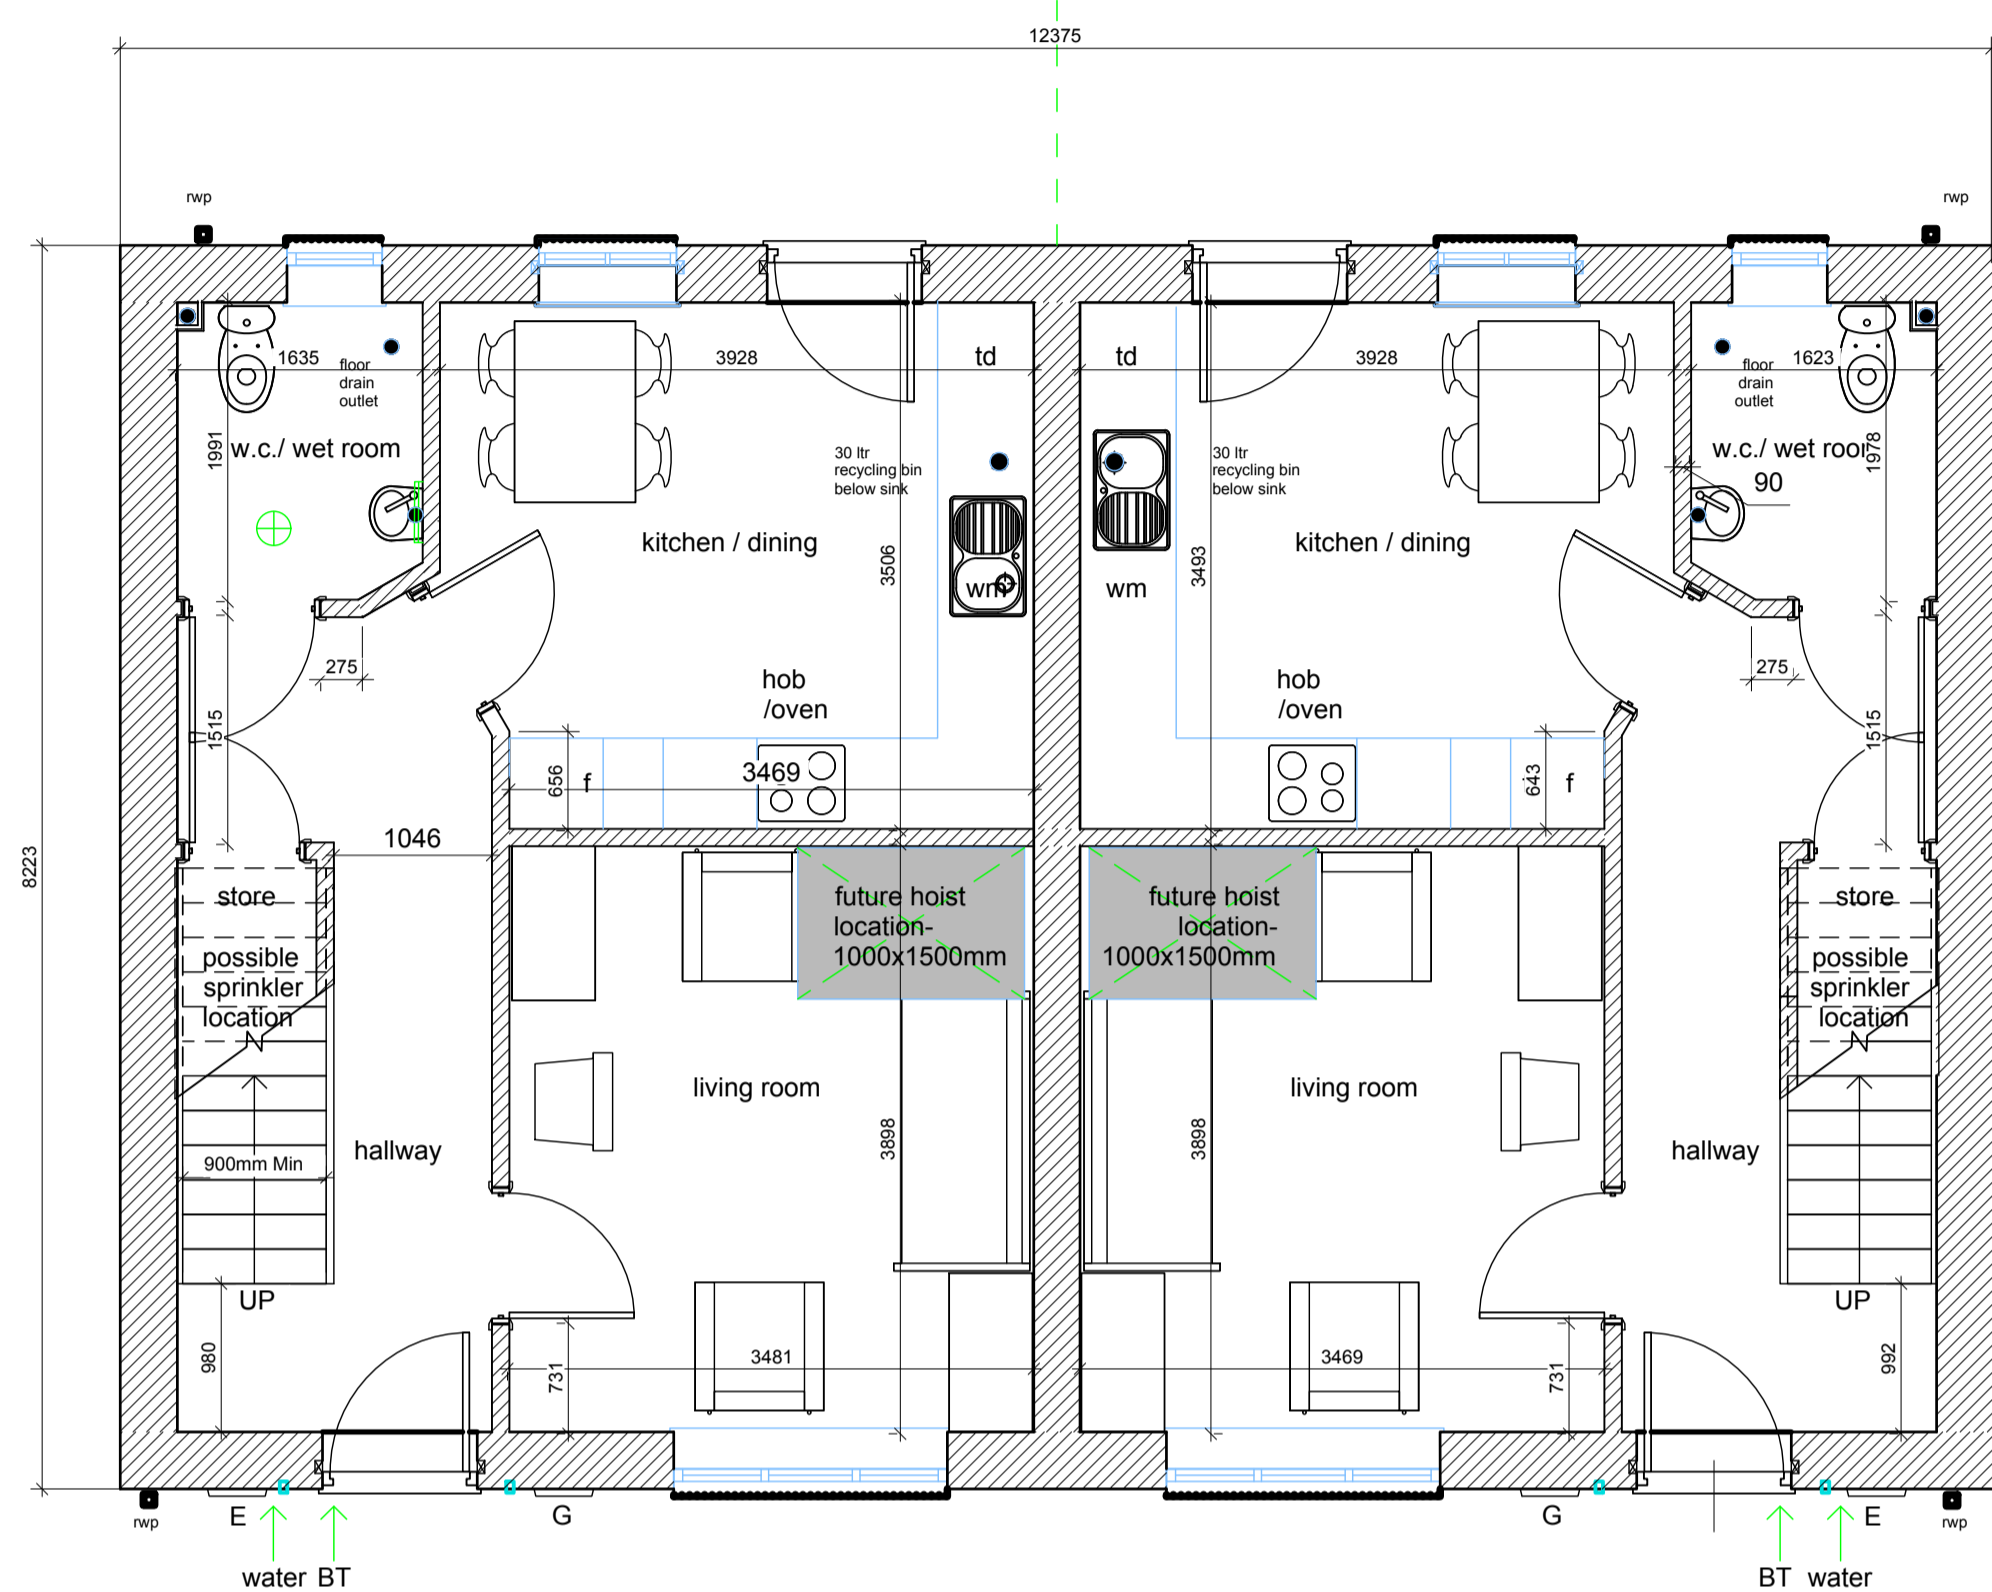 12375
rwp
rwp
1635
3928
td
td
3928
1623
floor
drain
outlet
floor
drain
outlet
1991
w.c./ wet room
30 ltr
recycling bin
below sink
30 ltr
recycling bin
below sink
w.c./ wet room
1978
90
kitchen / dining
3506
wm
3493
wm
kitchen / dining
275
275
hob
/oven
hob
/oven
1515
1515
656
f
3469
643
f
1046
8223
store
possible
sprinkler
location
future hoist
location-
1000x1500mm
future hoist
location-
1000x1500mm
store
possible
sprinkler
location
living room
living room
hallway
900mm Min
3898
3898
hallway
UP
UP
980
731
3481
3469
731
992
rwp
E
G
G
E
rwp
water BT
BT water